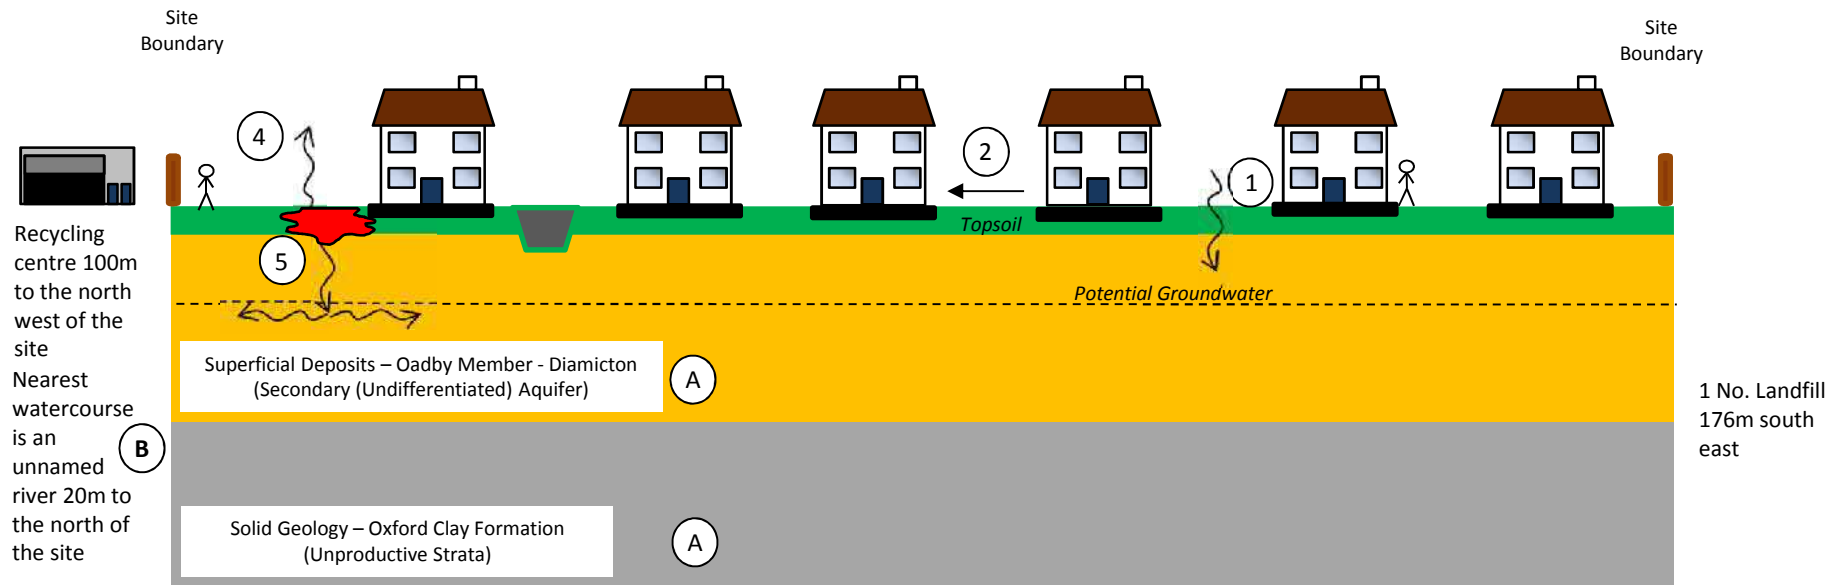 Site
Boundary
Site
Boundary
4
2
1
Recycling
centre 100m
to the north
west of the
site
Nearest
watercourse
is an
unnamed
river 20m to
the north of
the site
B
5
Topsoil
Potential Groundwater
Superficial Deposits – Oadby Member - Diamicton
(Secondary (Undifferentiated) Aquifer)
A
Solid Geology – Oxford Clay Formation
(Unproductive Strata)
A
1 No. Landfill
176m south
east